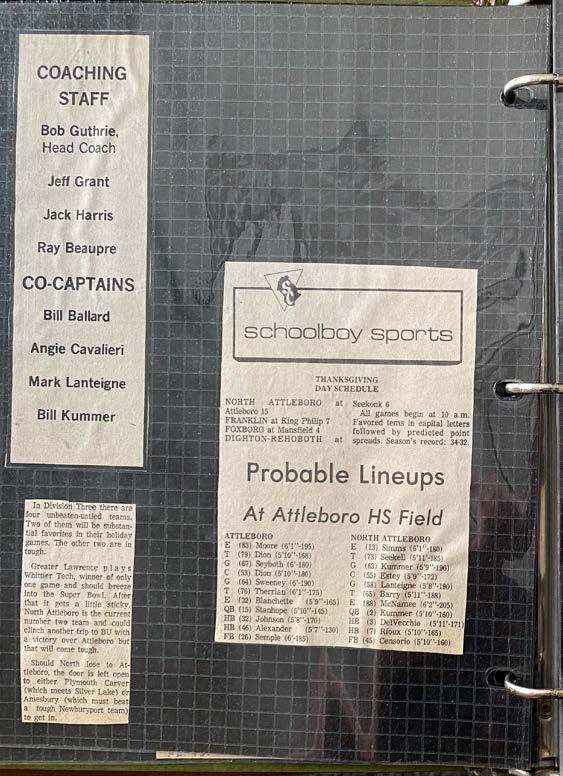 COACHING
STAFF
Bob Guthrie,
Head Coach
Jeff Grant
Jack Harris
Ray Beaupre
CO-CAPTAINS
Bill Ballard
Angie Cavalieri
Mark Lanteigne
Bill Kummer
In Division Three there are
four unbeaten-untied teams.
Two of them will be substan-
tial favorites in their holiday
games. The other two are in
tough.
Greater Lawrence plays
Whittier Tech, winner of only
one game and should breeze
into the Super Bowl. After
that it gets a little sticky.
North Attleboro is the current
number two team and could
clinch another trip to BU with
a victory over Attleboro but
that will come tough.
Should North lose to At-
tleboro, the door is left open
to either Plymouth Carver
(which meets Silver Lake) or
Amesbury (which must beat
a tough Newburyport team)
to get in.
schoolboy sports
THANKSGIVING
DAY SCHEDULE
NORTH ATTLEBORO at
Attleboro 15
FRANKLIN at King Philip 7
FOXBORO at Mansfield 4
DIGHTON-REHOBOTH at
Seekonk 6
All games begin at 10 a.m.
Favored tems in capital letters
followed by predicted point
spreads. Season's record: 34-32.
Probable Lineups
At Attleboro HS Field
ATTLEBORO
E (83) Moore (6'1"-195)
T (79) Dion (5'10"-168)
G (67) Seyboth (6'-180)
C (53) Dion (5'10"-180)
G (64) Sweeney (6'-190)
T (76) Therrian (6'1"-175)
E (22) Blanchette (5'9"-165)
QB (15) Stanhope (5'10"-145)
HB (32) Johnson (5'8"-170)
HB (46) Alexander (5'7"-130)
FB (26) Semple (6'-185)
NORTH ATTLEBORO
E (13) Simms (6'1"-180)
T (73) Seekell (5'11"-185)
G (63) Kummer (5'9"-196)
C (55) Estey (5'9"-172)
G (58) Lanteigne (5'8"-190)
T (65) Barry (5'11"-188)
E (88) McNamee (6'2"-205)
QB (2) Kummer (5'10"-160)
HB (3) DelVecchio (5'11"-171)
HB (7) Rioux (5'10"-165)
FB (45) Censorio (5'10"-160)